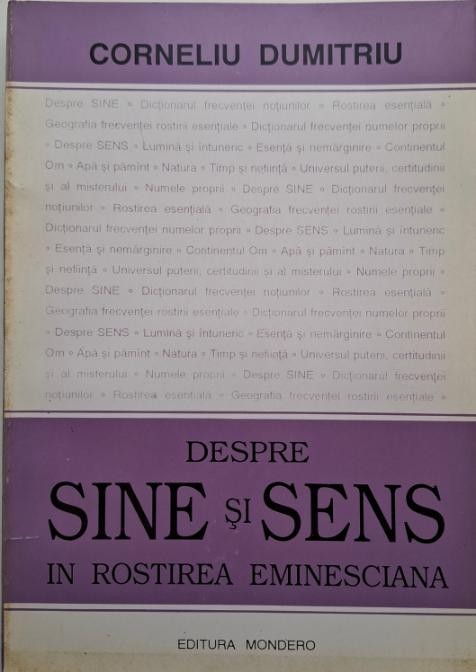 CORNELIU DUMITRIU
Despre SINE ▫ Dicționarul frecvenței noțiunilor ▫ Rostirea esențială ▫
Geografia frecvenței rostirii esențiale ▫ Dicționarul frecvenței numelor proprii
▫ Despre SENS ▫ Lumină și întuneric ▫ Esență și nemărginire ▫ Continentul
Om ▫ Apă și pămînt ▫ Natura ▫ Timp și neființă ▫ Universul puterii, certitudinii
și al misterului ▫ Numele proprii ▫ Despre SINE ▫ Dicționarul frecvenței
noțiunilor ▫ Rostirea esențială ▫ Geografia frecvenței rostirii esențiale ▫
Dicționarul frecvenței numelor proprii ▫ Despre SENS ▫ Lumină și întuneric
▫ Esență și nemărginire ▫ Continentul Om ▫ Apă și pămînt ▫ Natura ▫ Timp
și neființă ▫ Universul puterii, certitudinii și al misterului ▫ Numele proprii ▫
Despre SINE ▫ Dicționarul frecvenței noțiunilor ▫ Rostirea esențială ▫
Geografia frecvenței rostirii esențiale ▫ Dicționarul frecvenței numelor proprii
▫ Despre SENS ▫ Lumină și întuneric ▫ Esență și nemărginire ▫ Continentul
Om ▫ Apă și pămînt ▫ Natura ▫ Timp și neființă ▫ Universul puterii, certitudinii
și al misterului ▫ Numele proprii ▫ Despre SINE ▫ Dicționarul frecvenței
noțiunilor ▫ Rostirea esențială ▫ Geografia frecvenței rostirii esențiale ▫
DESPRE
SINE ȘI SENS
IN ROSTIREA EMINESCIANA
EDITURA MONDERO